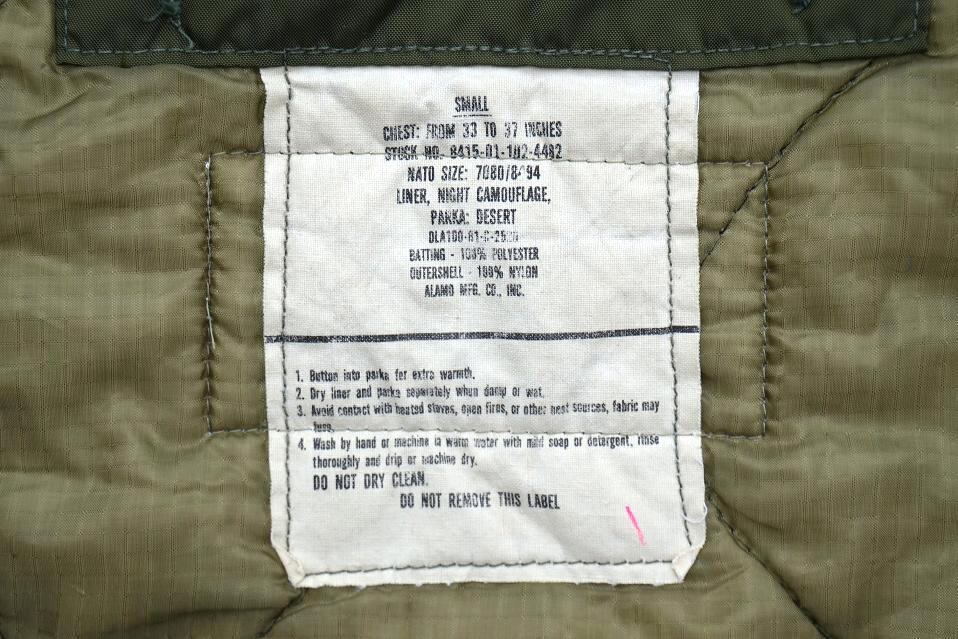 SMALL
CHEST: FROM 33 TO 37 INCHES
STOCK NO. 8415-01-102-4482
NATO SIZE: 7080/8494
LINER, NIGHT CAMOUFLAGE,
PARKA: DESERT
BATTING - 100% POLYESTER
OUTERSHELL - 100% NYLON
ALAMO MFG. CO., INC.
1. Button into parka for extra warmth.
2. Dry liner and parka separately when damp or wet.
3. Avoid contact with heated stoves, open fires, or other heat sources, fabric may
fuse.
4. Wash by hand or machine in warm water with mild soap or detergent, rinse
thoroughly and drip or machine dry.
DO NOT DRY CLEAN.
DO NOT REMOVE THIS LABEL